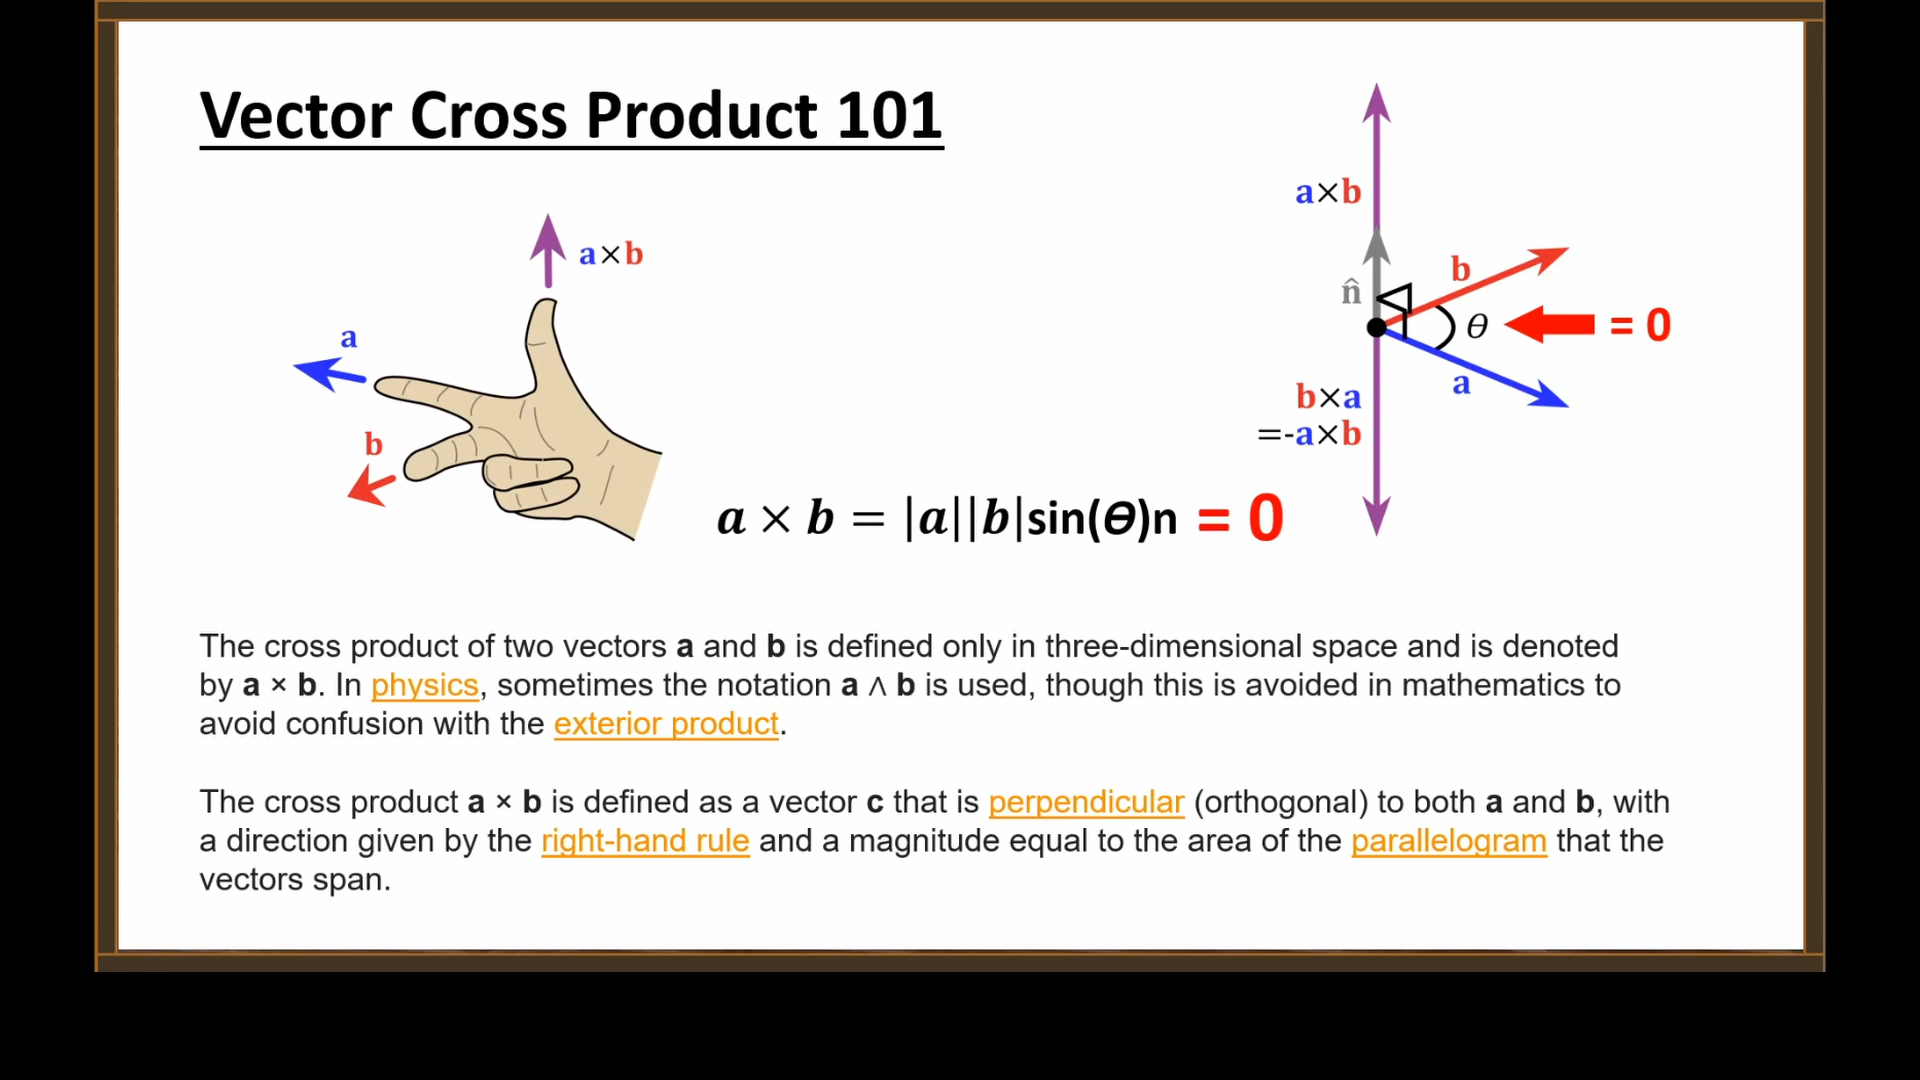 Vector Cross Product 101
a×b
a
b
a×b
n̂
b
θ = 0
a
b×a
=-a×b
a × b = |a||b|sin(θ)n = 0
The cross product of two vectors a and b is defined only in three-dimensional space and is denoted
by a × b. In physics, sometimes the notation a ∧ b is used, though this is avoided in mathematics to
avoid confusion with the exterior product.
The cross product a × b is defined as a vector c that is perpendicular (orthogonal) to both a and b, with
a direction given by the right-hand rule and a magnitude equal to the area of the parallelogram that the
vectors span.